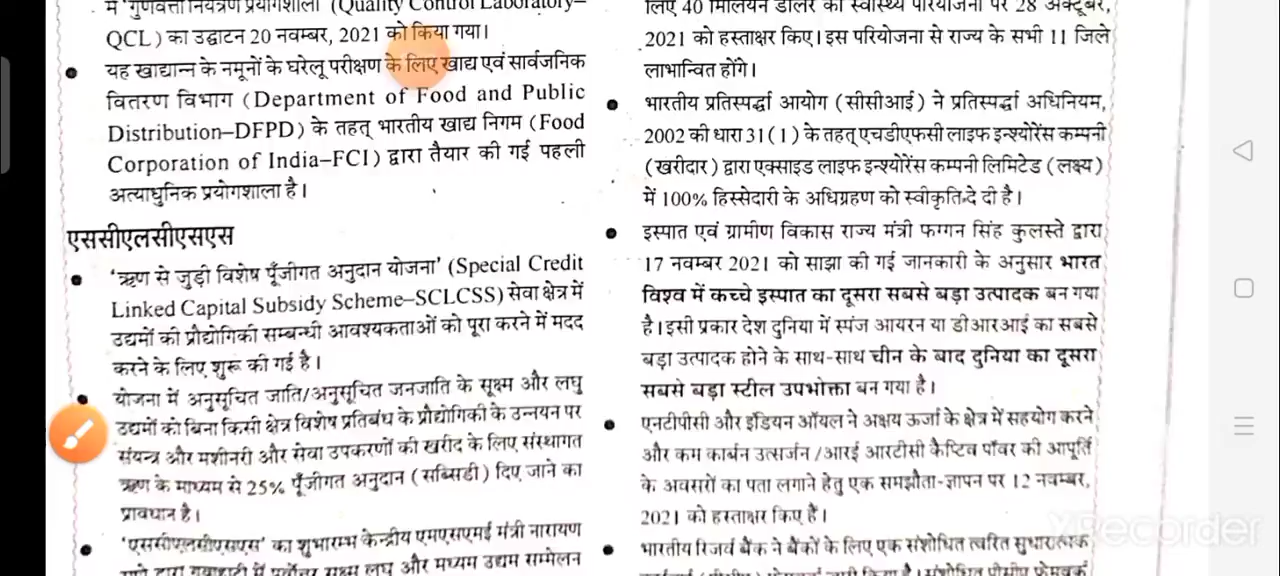 में 'गुणवत्ता नियंत्रण प्रयोगशाला' (Quality Control Laboratory–
QCL) का उद्घाटन 20 नवम्बर, 2021 को किया गया।
• यह खाद्यान्न के नमूनों के घरेलू परीक्षण के लिए खाद्य एवं सार्वजनिक
वितरण विभाग (Department of Food and Public
Distribution–DFPD) के तहत् भारतीय खाद्य निगम (Food
Corporation of India–FCI) द्वारा तैयार की गई पहली
अत्याधुनिक प्रयोगशाला है।
एससीएलसीएसएस
• 'ऋण से जुड़ी विशेष पूँजीगत अनुदान योजना' (Special Credit
Linked Capital Subsidy Scheme–SCLCSS) सेवा क्षेत्र में
उद्यमों की प्रौद्योगिकी सम्बन्धी आवश्यकताओं को पूरा करने में मदद
करने के लिए शुरू की गई है।
• योजना में अनुसूचित जाति/अनुसूचित जनजाति के सूक्ष्म और लघु
उद्यमों को बिना किसी क्षेत्र विशेष प्रतिबंध के प्रौद्योगिकी के उन्नयन पर
संयन्त्र और मशीनरी और सेवा उपकरणों की खरीद के लिए संस्थागत
ऋण के माध्यम से 25% पूँजीगत अनुदान (सब्सिडी) दिए जाने का
प्रावधान है।
• 'एससीएलसीएसएस' का शुभारम्भ केन्द्रीय एमएसएमई मंत्री नारायण
राणे द्वारा गुवाहाटी में पूर्वोत्तर सूक्ष्म लघु और मध्यम उद्यम सम्मेलन
लिए 40 मिलियन डॉलर की स्वास्थ्य परियोजना पर 28 अक्टूबर,
2021 को हस्ताक्षर किए। इस परियोजना से राज्य के सभी 11 जिले
लाभान्वित होंगे।
• भारतीय प्रतिस्पर्द्धा आयोग (सीसीआई) ने प्रतिस्पर्द्धा अधिनियम,
2002 की धारा 31(1) के तहत् एचडीएफसी लाइफ इन्श्योरेंस कम्पनी
(खरीदार) द्वारा एक्साइड लाइफ इन्श्योरेंस कम्पनी लिमिटेड (लक्ष्य)
में 100% हिस्सेदारी के अधिग्रहण को स्वीकृति दे दी है।
• इस्पात एवं ग्रामीण विकास राज्य मंत्री फग्गन सिंह कुलस्ते द्वारा
17 नवम्बर 2021 को साझा की गई जानकारी के अनुसार भारत
विश्व में कच्चे इस्पात का दूसरा सबसे बड़ा उत्पादक बन गया
है। इसी प्रकार देश दुनिया में स्पंज आयरन या डीआरआई का सबसे
बड़ा उत्पादक होने के साथ-साथ चीन के बाद दुनिया का दूसरा
सबसे बड़ा स्टील उपभोक्ता बन गया है।
• एनटीपीसी और इंडियन ऑयल ने अक्षय ऊर्जा के क्षेत्र में सहयोग करने
और कम कार्बन उत्सर्जन/आरई आरटीसी कैप्टिव पॉवर की आपूर्ति
के अवसरों का पता लगाने हेतु एक समझौता-ज्ञापन पर 12 नवम्बर,
2021 को हस्ताक्षर किए हैं।
• भारतीय रिजर्व बैंक ने बैंकों के लिए एक संशोधित त्वरित सुधारात्मक
XRecorder